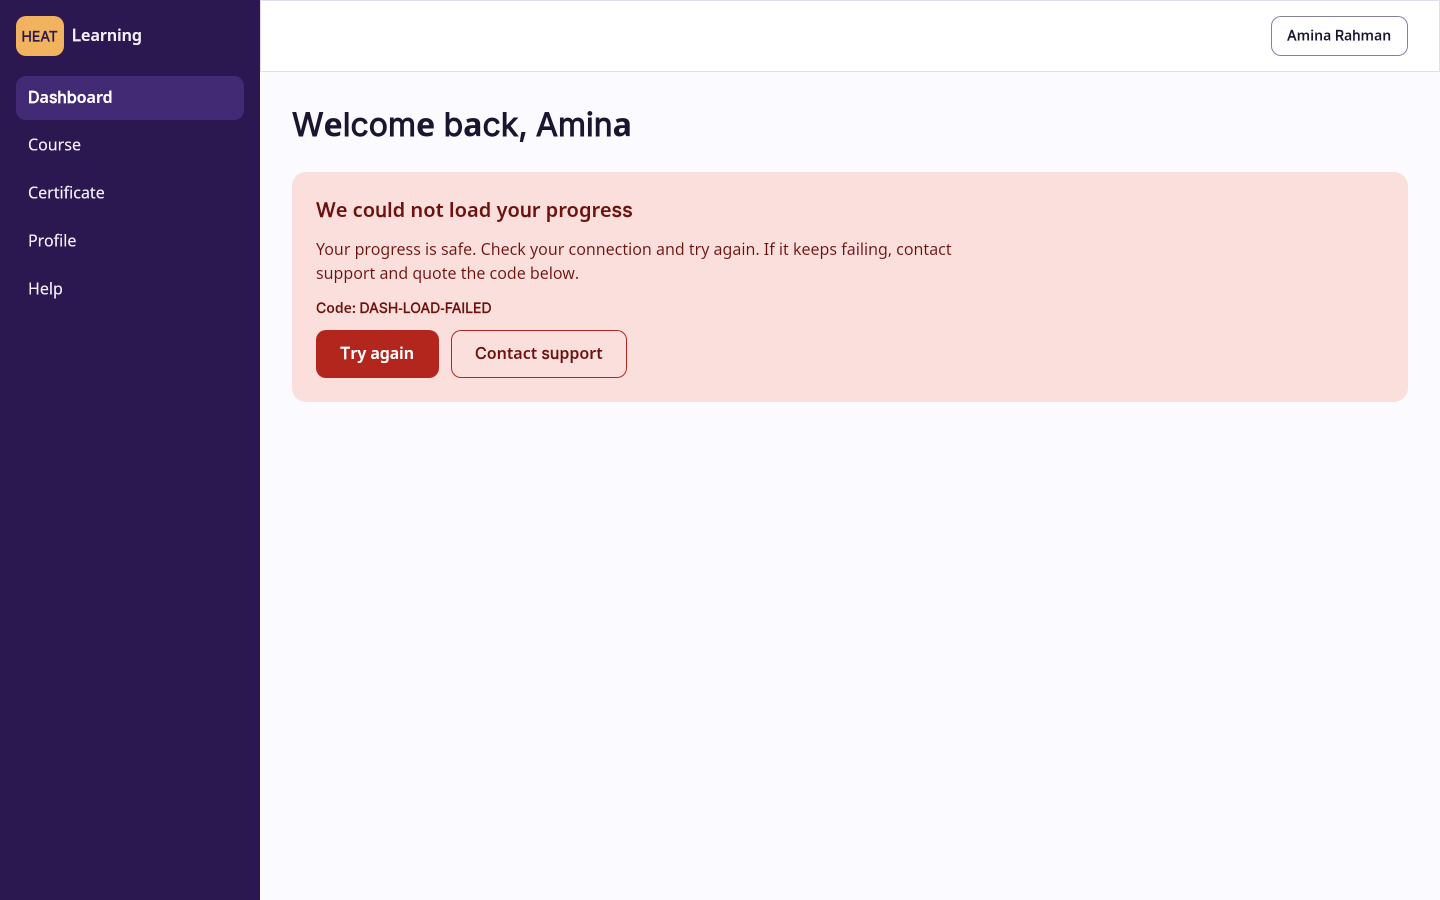 HEAT Learning
Amina Rahman
Dashboard
Course
Certificate
Profile
Help
Welcome back, Amina
We could not load your progress
Your progress is safe. Check your connection and try again. If it keeps failing, contact
support and quote the code below.
Code: DASH-LOAD-FAILED
Try again
Contact support